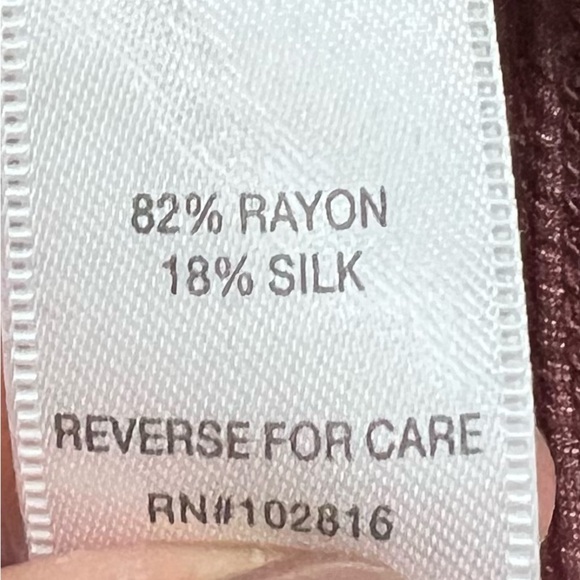 82% RAYON
18% SILK
REVERSE FOR CARE
RN#102816